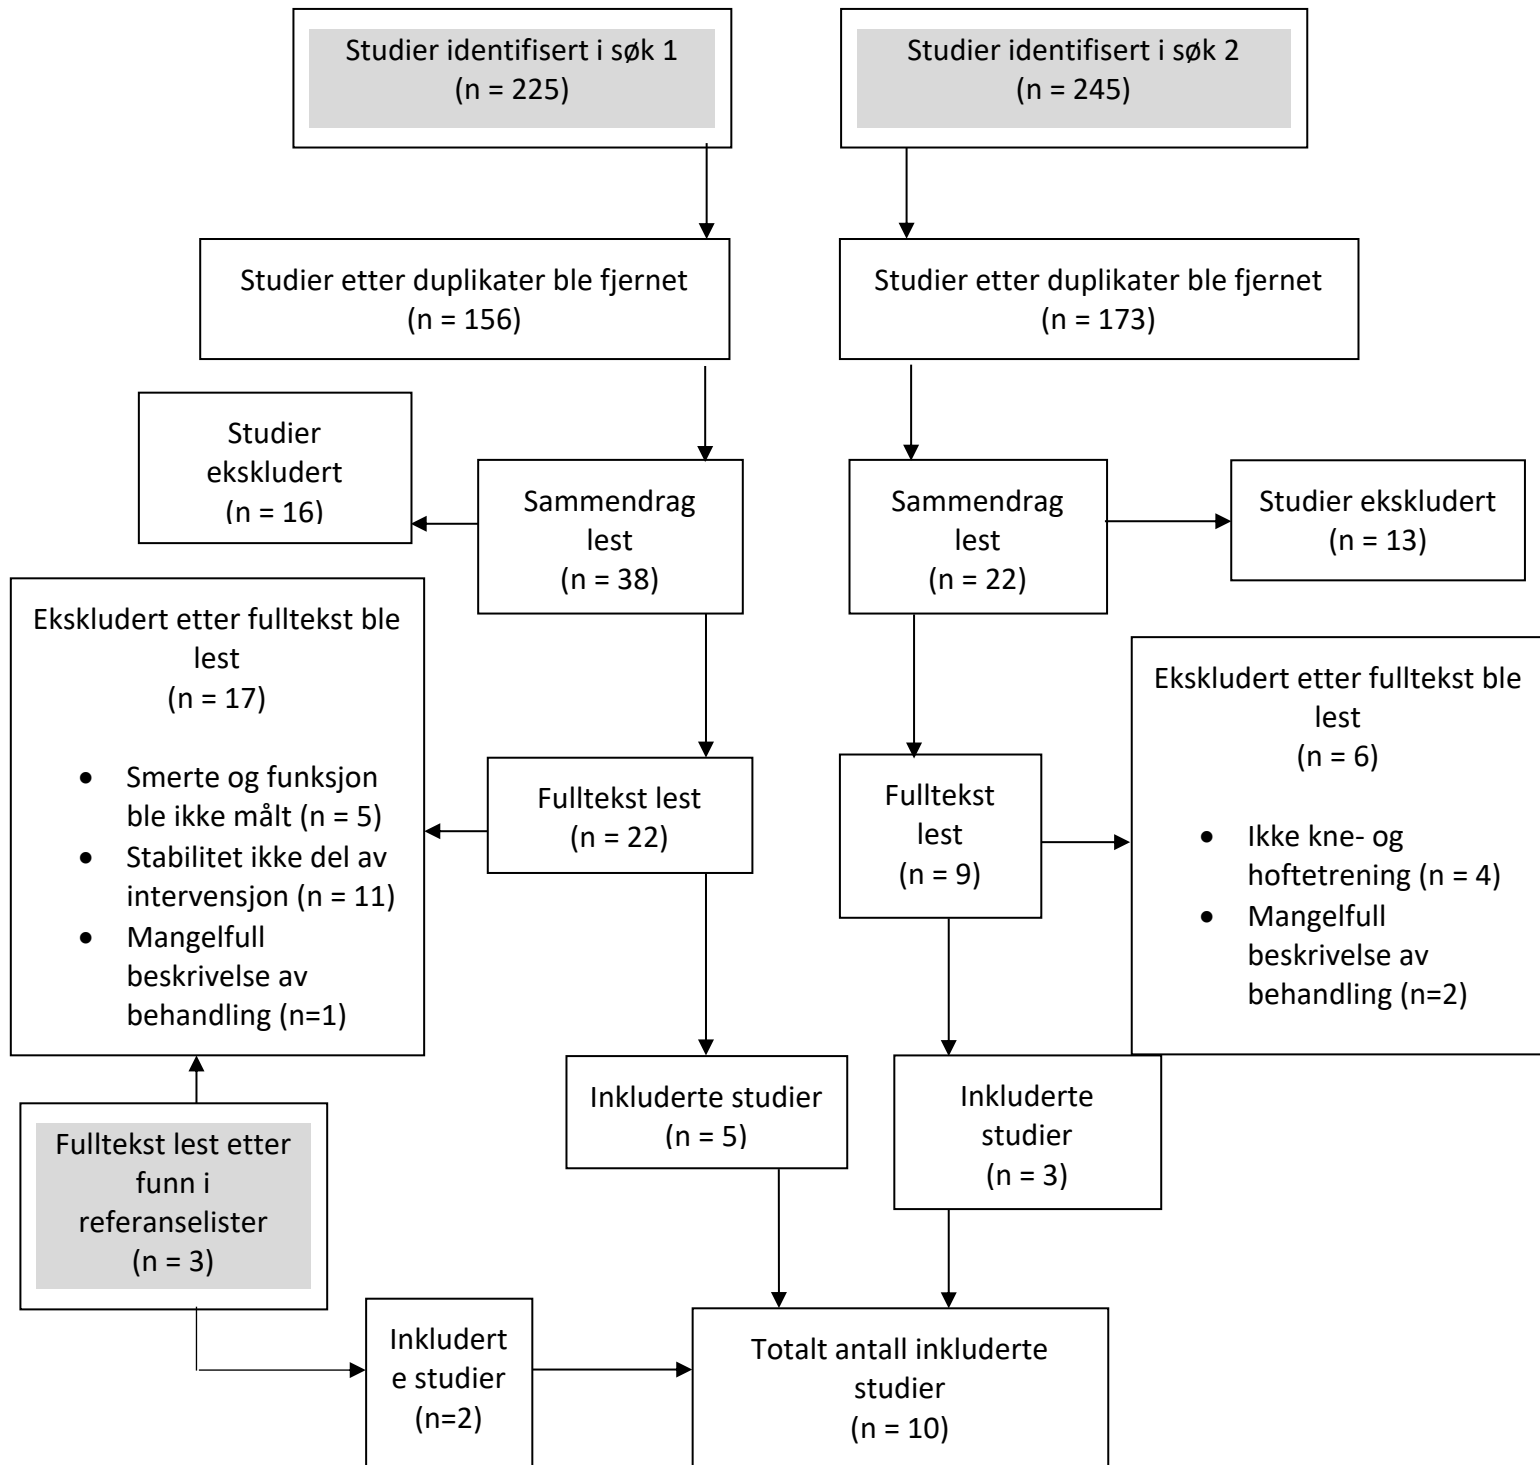 Studier identifisert i søk 1
(n = 225)
Studier identifisert i søk 2
(n = 245)
Studier etter duplikater ble fjernet
(n = 156)
Studier etter duplikater ble fjernet
(n = 173)
Studier
ekskludert
(n = 16)
Sammendrag
lest
(n = 38)
Sammendrag
lest
(n = 22)
Studier ekskludert
(n = 13)
Ekskludert etter fulltekst ble
lest
(n = 17)
• Smerte og funksjon
ble ikke målt (n = 5)
• Stabilitet ikke del av
intervensjon (n = 11)
• Mangelfull
beskrivelse av
behandling (n=1)
Fulltekst lest
(n = 22)
Fulltekst
lest
(n = 9)
Ekskludert etter fulltekst ble
lest
(n = 6)
• Ikke kne- og
hoftetrening (n = 4)
• Mangelfull
beskrivelse av
behandling (n=2)
Inkluderte studier
(n = 5)
Inkluderte
studier
(n = 3)
Fulltekst lest etter
funn i
referanselister
(n = 3)
Inkludert
e studier
(n=2)
Totalt antall inkluderte
studier
(n = 10)